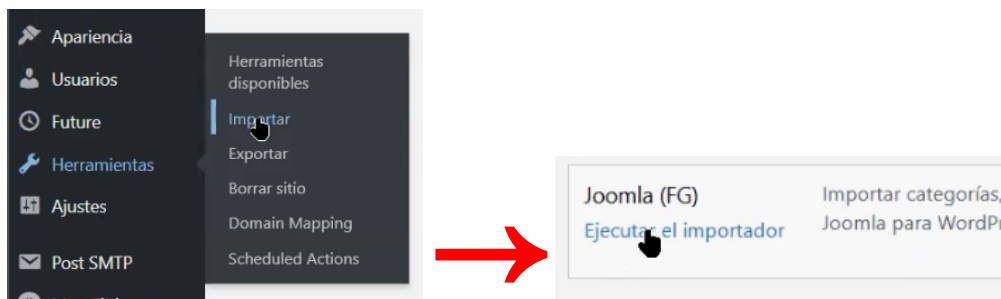 Apariencia
Usuarios
Future
Herramientas
Ajustes
Post SMTP
Herramientas
disponibles
Importar
Exportar
Borrar sitio
Domain Mapping
Scheduled Actions
Joomla (FG)
Ejecutar el importador
Importar categorías,
Joomla para